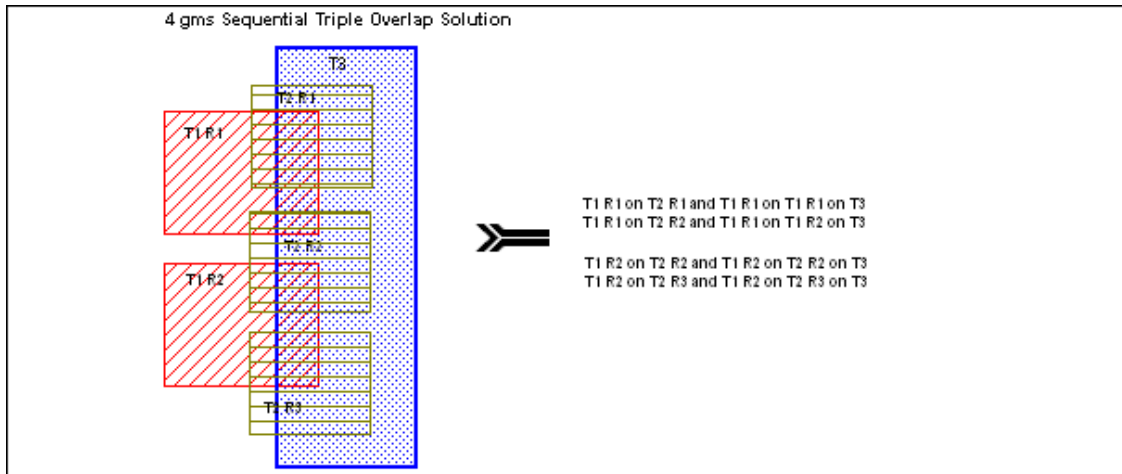 4 gms Sequential Triple Overlap Solution
T3
T2 R1
T1 R1
T2 R2
T1 R2
T2 R3
T1 R1 on T2 R1 and T1 R1 on T1 R1 on T3
T1 R1 on T2 R2 and T1 R1 on T1 R2 on T3
T1 R2 on T2 R2 and T1 R2 on T2 R2 on T3
T1 R2 on T2 R3 and T1 R2 on T2 R3 on T3